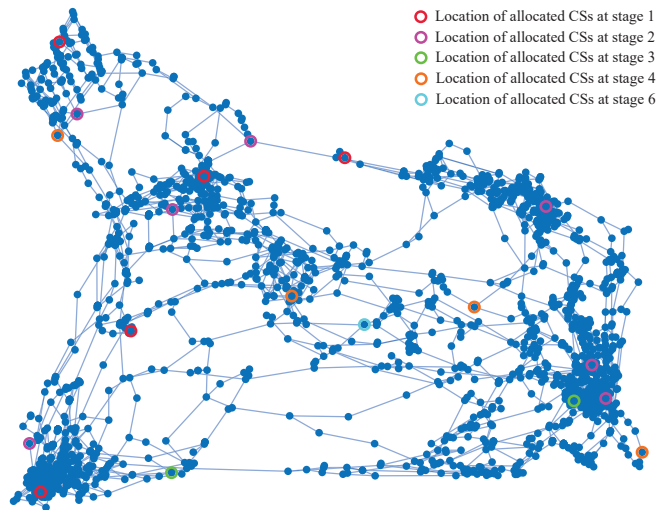 Location of allocated CSs at stage 1
Location of allocated CSs at stage 2
Location of allocated CSs at stage 3
Location of allocated CSs at stage 4
Location of allocated CSs at stage 6